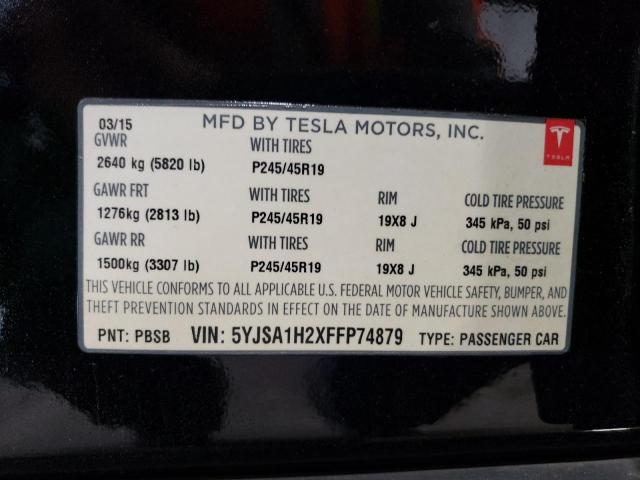 03/15 MFD BY TESLA MOTORS, INC.
GVWR WITH TIRES
2640 kg (5820 lb) P245/45R19
TESLA
GAWR FRT WITH TIRES RIM COLD TIRE PRESSURE
1276kg (2813 lb) P245/45R19 19X8 J 345 kPa, 50 psi
GAWR RR WITH TIRES RIM COLD TIRE PRESSURE
1500kg (3307 lb) P245/45R19 19X8 J 345 kPa, 50 psi
THIS VEHICLE CONFORMS TO ALL APPLICABLE U.S. FEDERAL MOTOR VEHICLE SAFETY, BUMPER, AND
THEFT PREVENTION STANDARDS IN EFFECT ON THE DATE OF MANUFACTURE SHOWN ABOVE.
PNT: PBSB VIN: 5YJSA1H2XFFP74879 TYPE: PASSENGER CAR